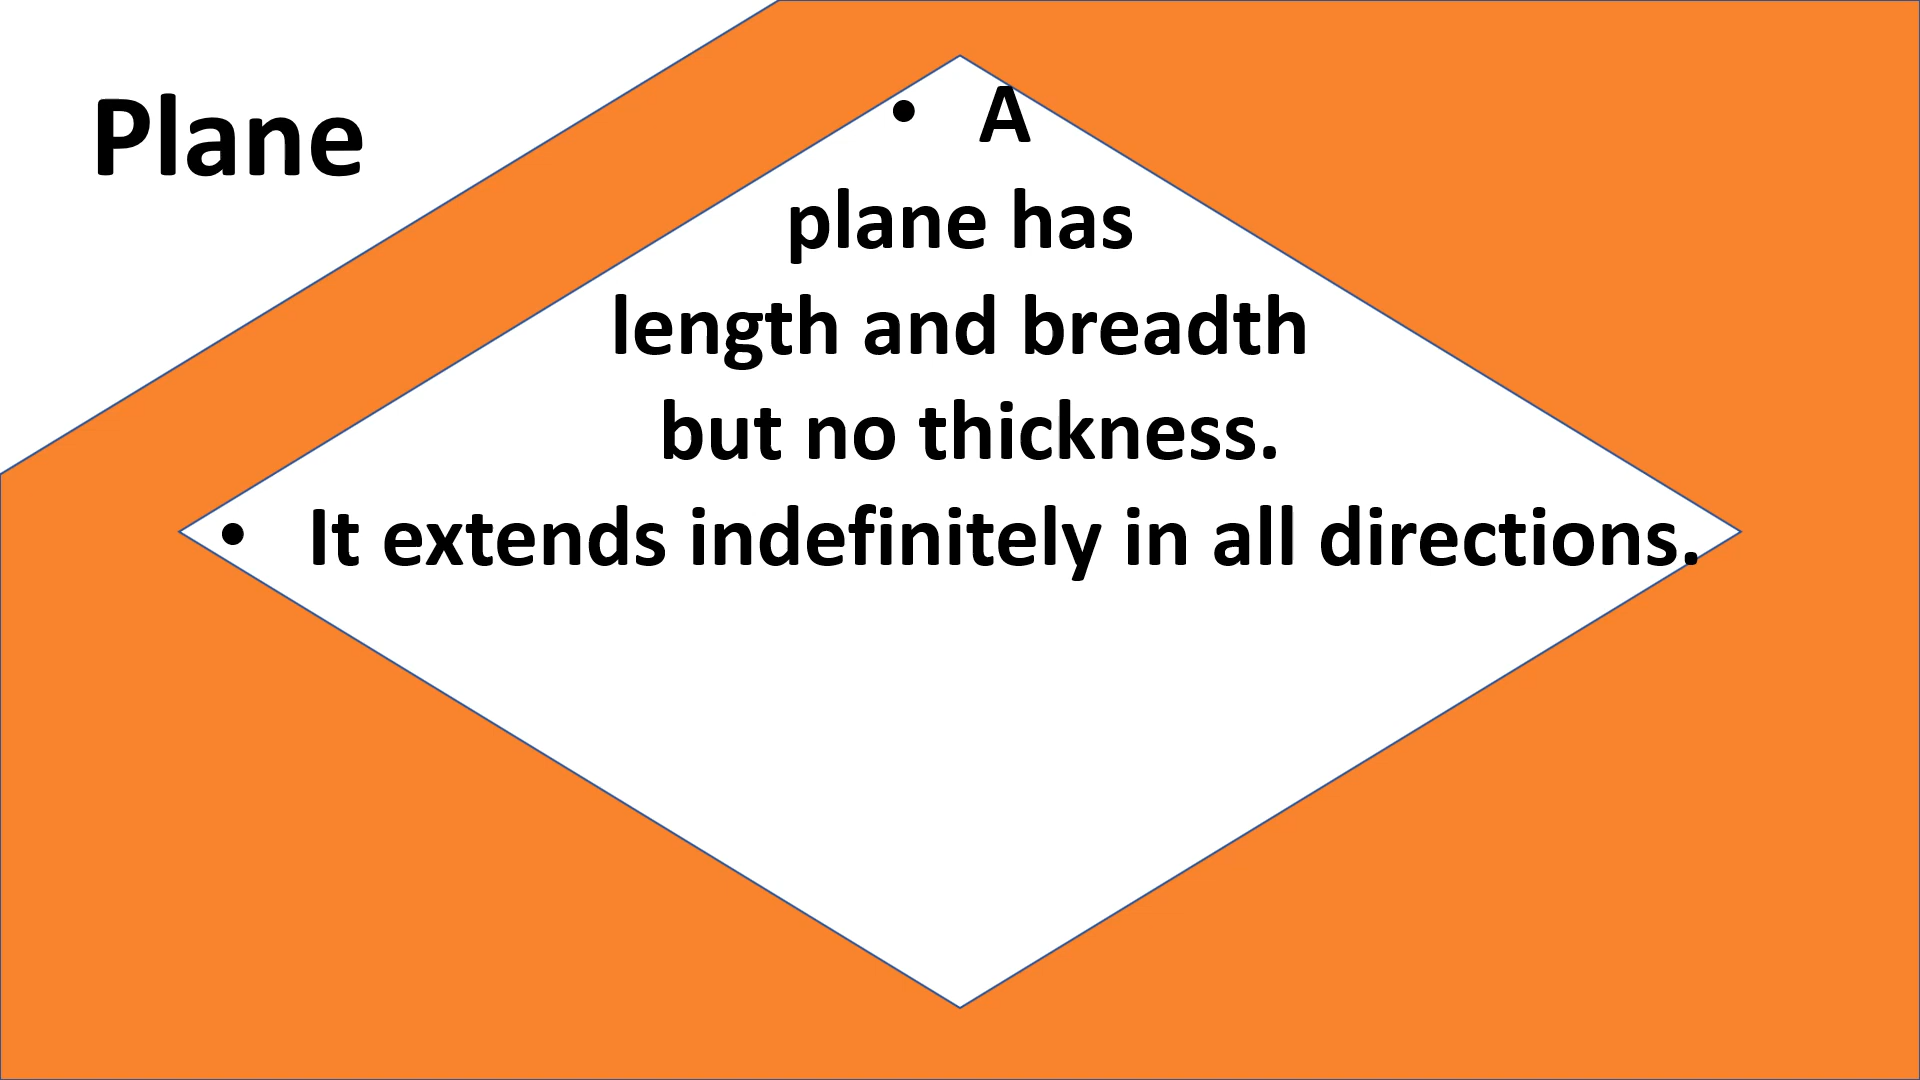 Plane
• A
plane has
length and breadth
but no thickness.
• It extends indefinitely in all directions.